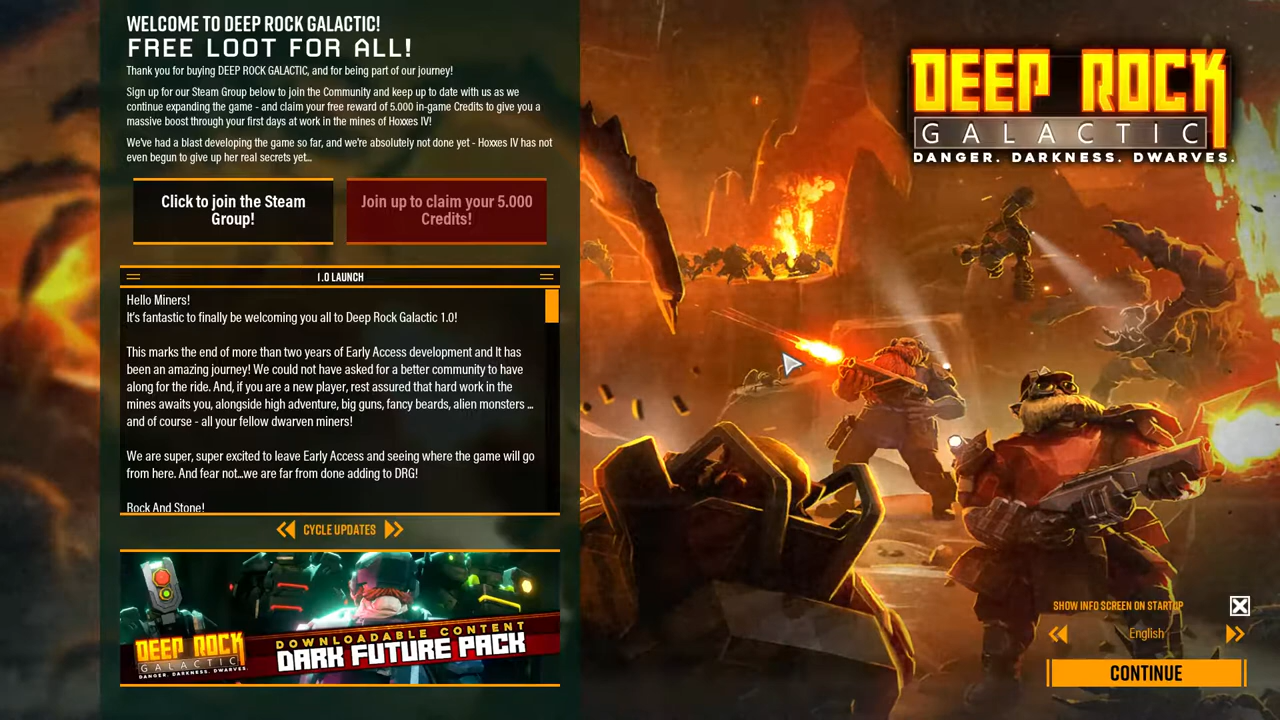 WELCOME TO DEEP ROCK GALACTIC!
FREE LOOT FOR ALL!
Thank you for buying DEEP ROCK GALACTIC, and for being part of our journey!
Sign up for our Steam Group below to join the Community and keep up to date with us as we
continue expanding the game - and claim your free reward of 5.000 in-game Credits to give you a
massive boost through your first days at work in the mines of Hoxxes IV!
We've had a blast developing the game so far, and we're absolutely not done yet - Hoxxes IV has not
even begun to give up her real secrets yet...
Click to join the Steam
Group!
Join up to claim your 5.000
Credits!
1.0 LAUNCH
Hello Miners!
It's fantastic to finally be welcoming you all to Deep Rock Galactic 1.0!
This marks the end of more than two years of Early Access development and It has
been an amazing journey! We could not have asked for a better community to have
along for the ride. And, if you are a new player, rest assured that hard work in the
mines awaits you, alongside high adventure, big guns, fancy beards, alien monsters ...
and of course - all your fellow dwarven miners!
We are super, super excited to leave Early Access and seeing where the game will go
from here. And fear not...we are far from done adding to DRG!
Rock And Stone!
CYCLE UPDATES
DEEP ROCK
GALACTIC
DANGER. DARKNESS. DWARVES.
DOWNLOADABLE CONTENT
DARK FUTURE PACK
DEEP ROCK
GALACTIC
DANGER. DARKNESS. DWARVES.
SHOW INFO SCREEN ON STARTUP
English
CONTINUE